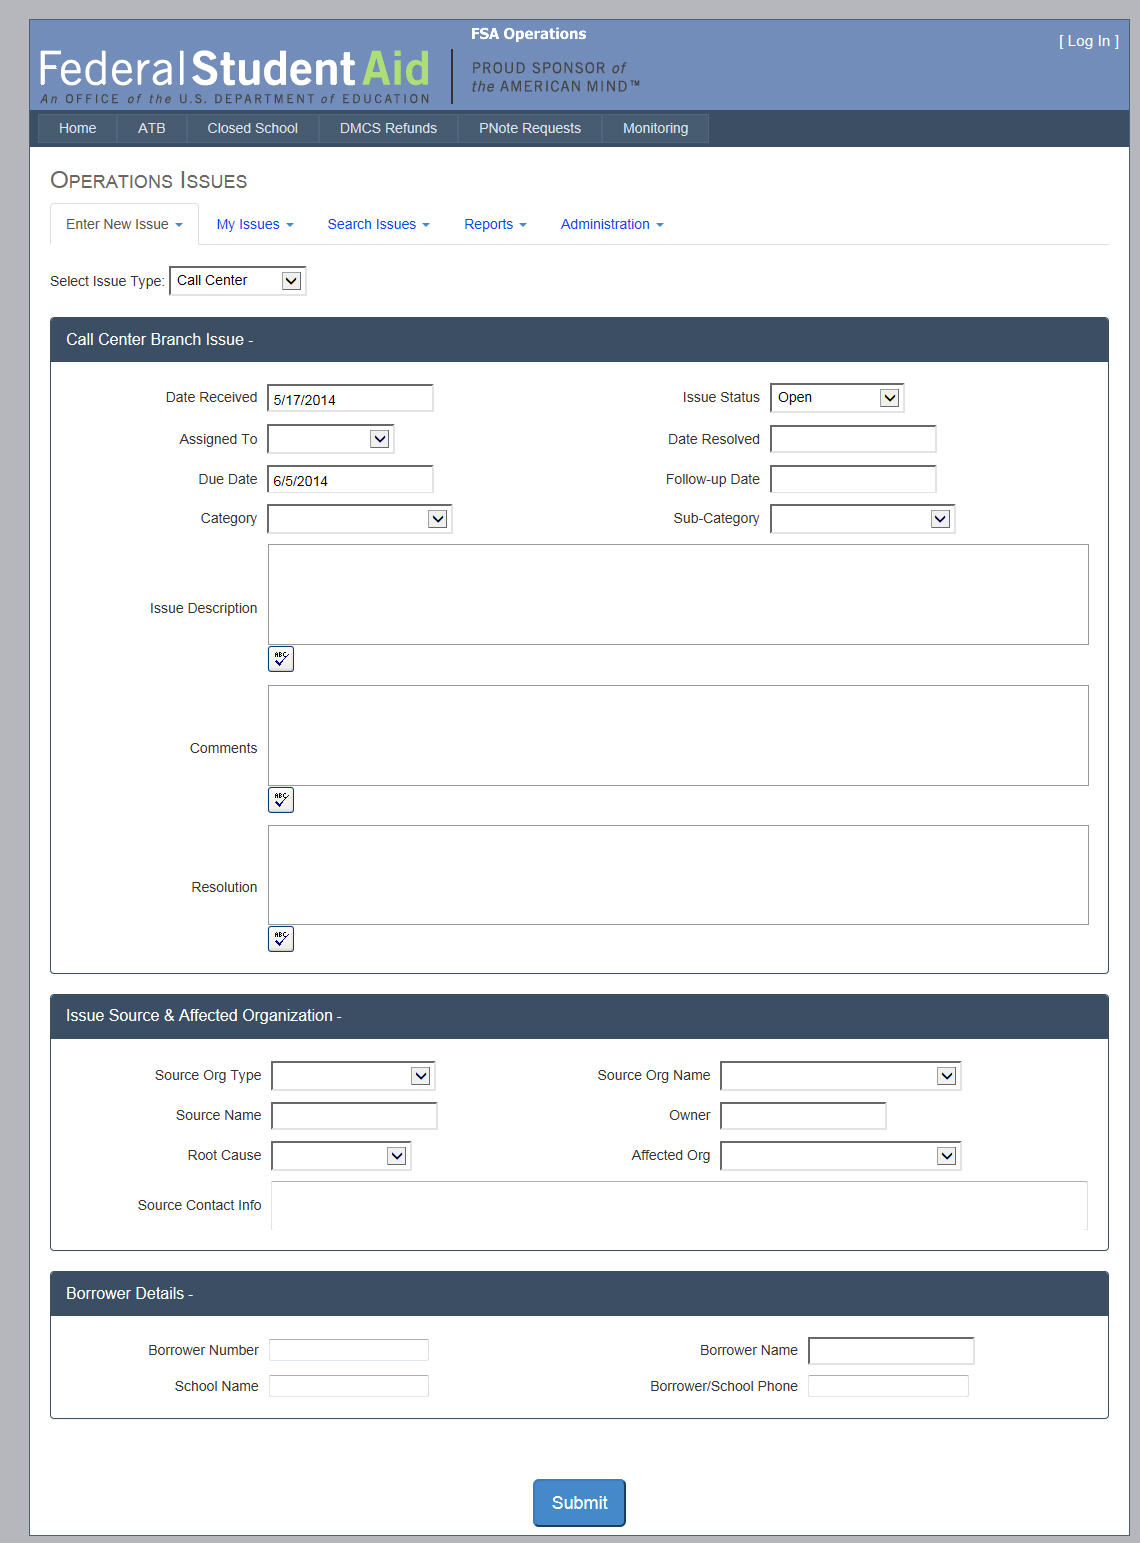 FSA Operations
[ Log In ]
Federal Student Aid
PROUD SPONSOR of
the AMERICAN MIND™
An OFFICE of the U.S. DEPARTMENT of EDUCATION
Home ATB Closed School DMCS Refunds PNote Requests Monitoring
OPERATIONS ISSUES
Enter New Issue My Issues Search Issues Reports Administration
Select Issue Type: Call Center
Call Center Branch Issue -
Date Received 5/17/2014 Issue Status Open
Assigned To Date Resolved
Due Date 6/5/2014 Follow-up Date
Category Sub-Category
Issue Description
ABC
Comments
ABC
Resolution
ABC
Issue Source & Affected Organization -
Source Org Type Source Org Name
Source Name Owner
Root Cause Affected Org
Source Contact Info
Borrower Details -
Borrower Number Borrower Name
School Name Borrower/School Phone
Submit